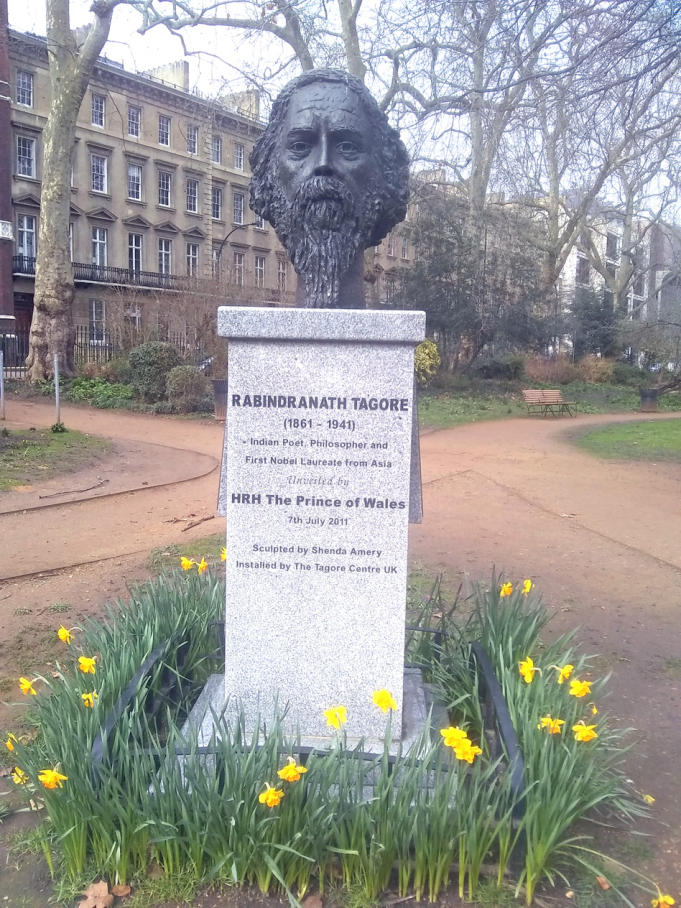 RABINDRANATH TAGORE
(1861 - 1941)
Indian Poet, Philosopher and
First Nobel Laureate from Asia
Unveiled by
HRH The Prince of Wales
7th July 2011
Sculpted by Shenda Amery
Installed by The Tagore Centre UK